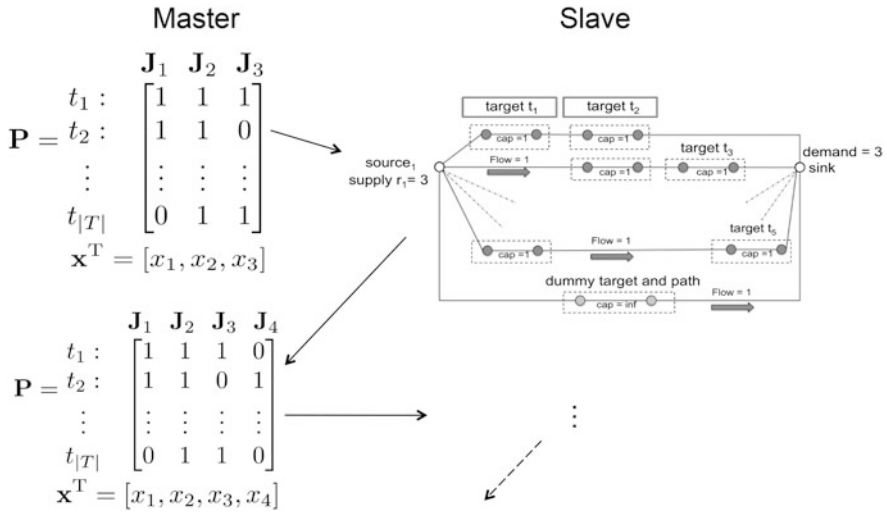 Master
Slave
J₁ J₂ J₃
t₁ : 1 1 1
P = t₂ : 1 1 0
⋮ ⋮ ⋮ ⋮
t|T| 0 1 1
xᵀ = [x₁, x₂, x₃]
target t₁
target t₂
cap =1
cap =1
target t₃
source₁
supply r₁= 3
Flow = 1
cap =1
cap =1
demand = 3
sink
target t₅
Flow = 1
cap =1
cap =1
dummy target and path
Flow = 1
cap = inf
J₁ J₂ J₃ J₄
t₁ : 1 1 1 0
P = t₂ : 1 1 0 1
⋮ ⋮ ⋮ ⋮ ⋮
t|T| 0 1 1 0
xᵀ = [x₁, x₂, x₃, x₄]
⋮